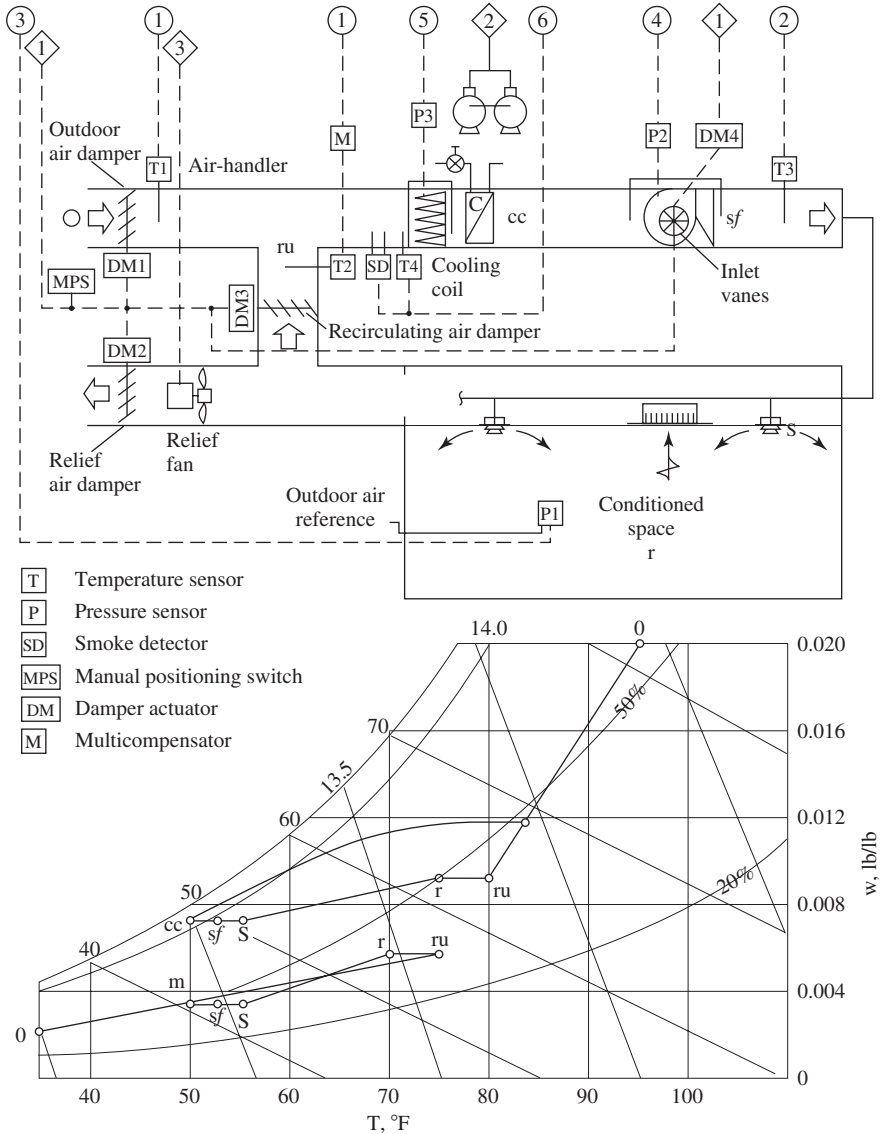 3 1 1 5 2 6 4 1 2
1 3
Outdoor
air damper
Air-handler
T1
M
P3
P2
DM4
T3
C
cc
sf
ru
DM1
MPS
T2
SD
T4
Cooling
coil
Inlet
vanes
DM3
Recirculating air damper
DM2
Relief
air damper
Relief
fan
S
Outdoor air
reference
P1
Conditioned
space
r
T Temperature sensor
P Pressure sensor
SD Smoke detector
MPS Manual positioning switch
DM Damper actuator
M Multicompensator
14.0
0
0.020
50%
70
0.016
13.5
60
0.012
w, lb/lb
20%
50
r
ru
0.008
cc
sf
S
40
r
ru
m
0.004
sf
S
0
0
40 50 60 70 80 90 100
T, °F